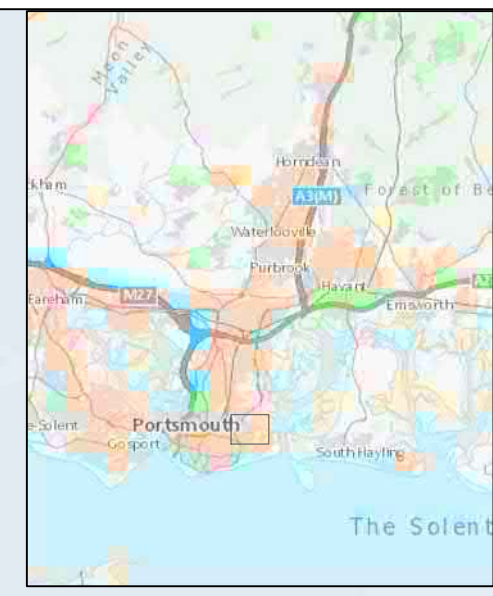 Meon
Valley
Horndean
ckham
A3(M)
Forest of Be
Waterlooville
Purbrook
Havant
Fareham
M27
Emsworth
Portsmouth
e-Solent
Gosport
South Hayling
The Solent